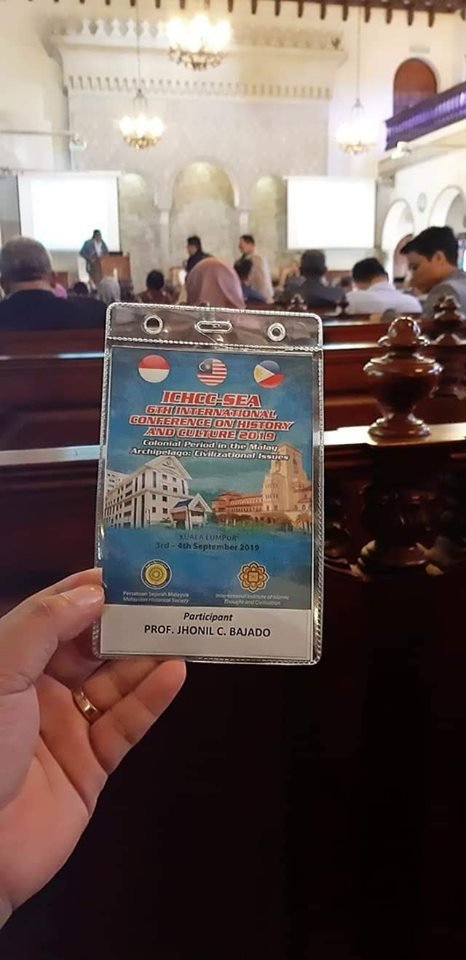 ICHCC-SEA
6TH INTERNATIONAL
CONFERENCE ON HISTORY
AND CULTURE 2019
Colonial Period in the Malay
Archipelago: Civilizational Issues
KUALA LUMPUR
3rd – 4th September 2019
Persatuan Sejarah Malaysia
Malaysian Historical Society
International Institute of Islamic
Thought and Civilisation
Participant
PROF. JHONIL C. BAJADO